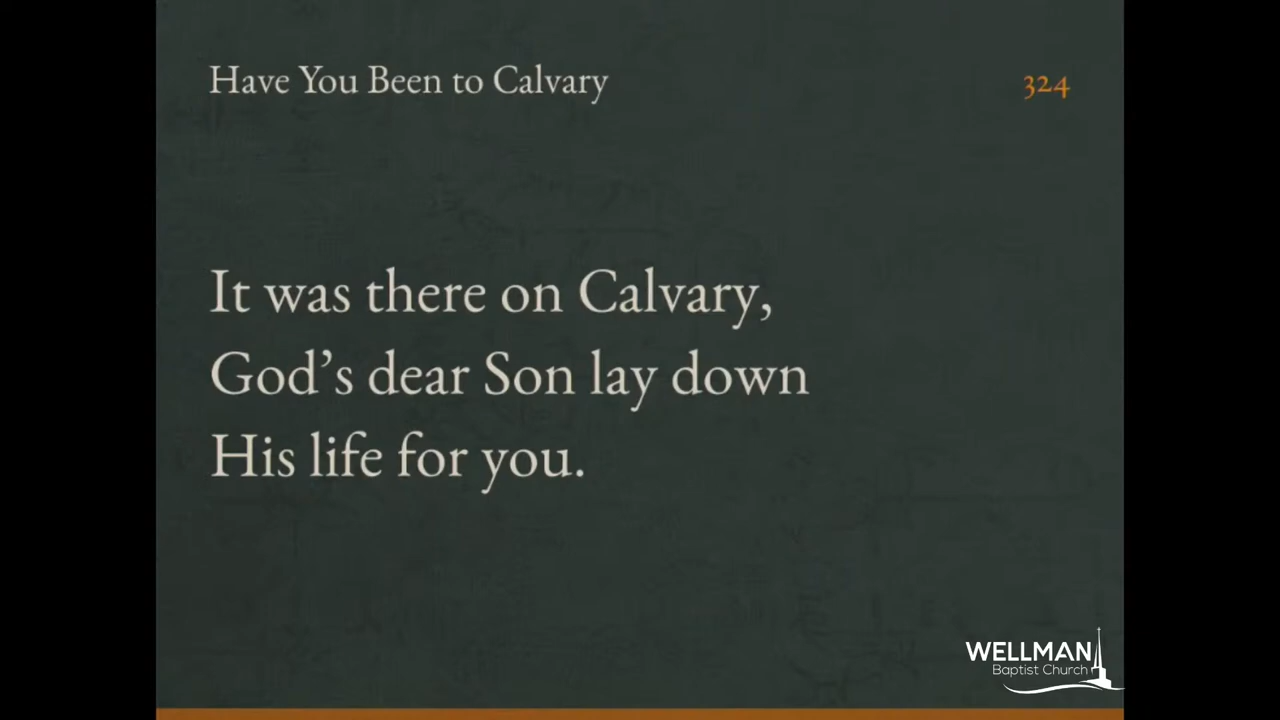 Have You Been to Calvary
324
It was there on Calvary,
God’s dear Son lay down
His life for you.
WELLMAN
Baptist Church